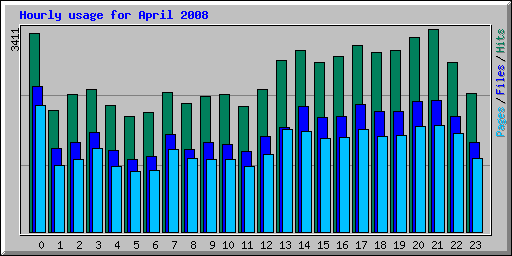 Hourly usage for April 2008
3411
Pages/Files/Hits
0 1 2 3 4 5 6 7 8 9 10 11 12 13 14 15 16 17 18 19 20 21 22 23